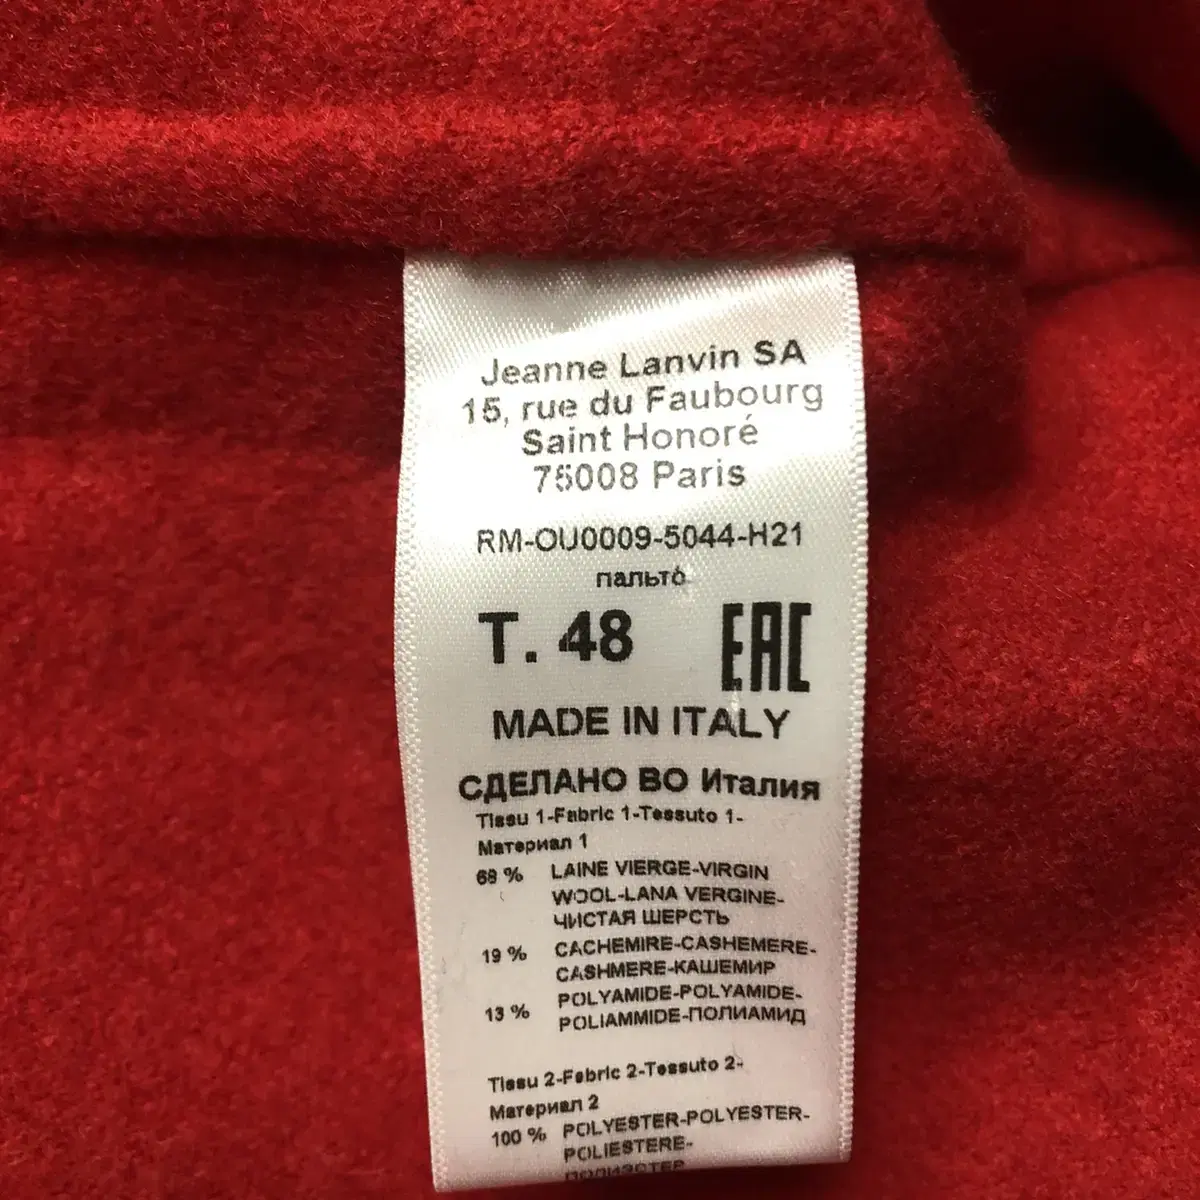 Jeanne Lanvin SA
15, rue du Faubourg
Saint Honoré
75008 Paris
RM-OU0009-5044-H21
пальто
T. 48 EAC
MADE IN ITALY
СДЕЛАНО ВО Италия
Tissu 1-Fabric 1-Tessuto 1-
Материал 1
68 % LAINE VIERGE-VIRGIN
WOOL-LANA VERGINE-
ЧИСТАЯ ШЕРСТЬ
19 % CACHEMIRE-CASHEMERE-
CASHMERE-КАШЕМИР
13 % POLYAMIDE-POLYAMIDE-
POLIAMMIDE-ПОЛИАМИД
Tissu 2-Fabric 2-Tessuto 2-
Материал 2
100 % POLYESTER-POLYESTER-
POLIESTERE-
ПОЛИЭСТЕР